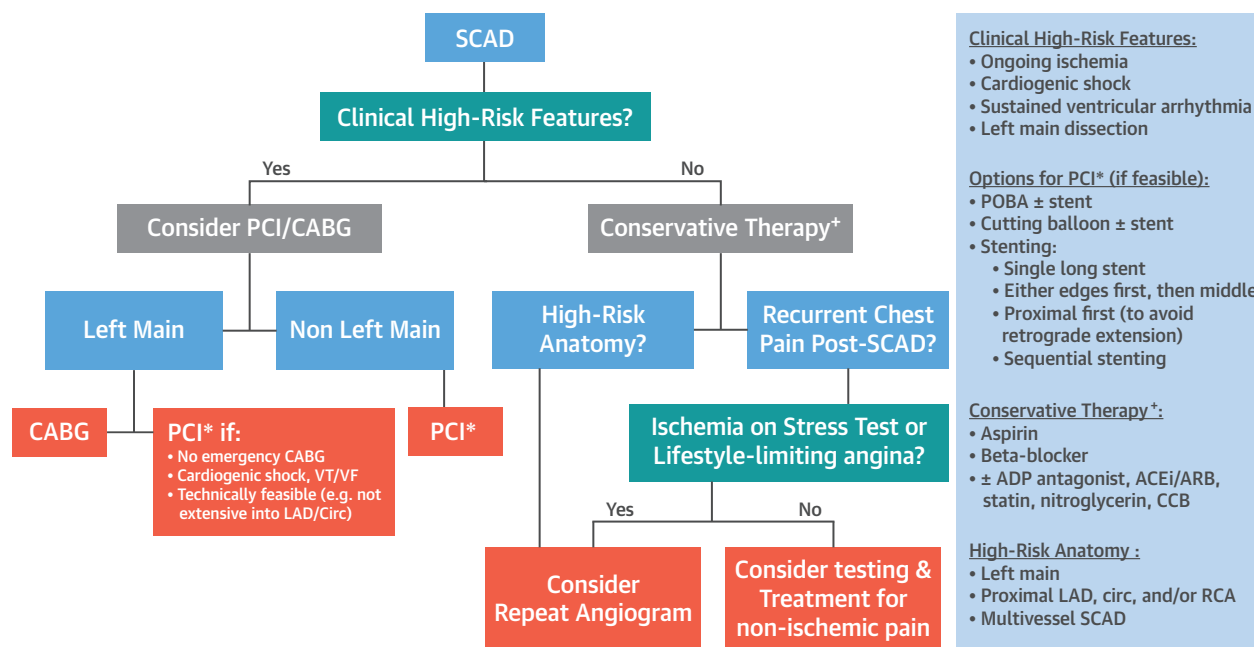 SCAD
Clinical High-Risk Features?
Yes
No
Consider PCI/CABG
Conservative Therapy+
Left Main
Non Left Main
High-Risk
Anatomy?
Recurrent Chest
Pain Post-SCAD?
CABG
PCI* if:
• No emergency CABG
• Cardiogenic shock, VT/VF
• Technically feasible (e.g. not
extensive into LAD/Circ)
PCI*
Ischemia on Stress Test or
Lifestyle-limiting angina?
Yes
No
Consider
Repeat Angiogram
Consider testing &
Treatment for
non-ischemic pain
Clinical High-Risk Features:
• Ongoing ischemia
• Cardiogenic shock
• Sustained ventricular arrhythmia
• Left main dissection
Options for PCI* (if feasible):
• POBA ± stent
• Cutting balloon ± stent
• Stenting:
• Single long stent
• Either edges first, then middle
• Proximal first (to avoid
retrograde extension)
• Sequential stenting
Conservative Therapy+:
• Aspirin
• Beta-blocker
• ± ADP antagonist, ACEi/ARB,
statin, nitroglycerin, CCB
High-Risk Anatomy :
• Left main
• Proximal LAD, circ, and/or RCA
• Multivessel SCAD